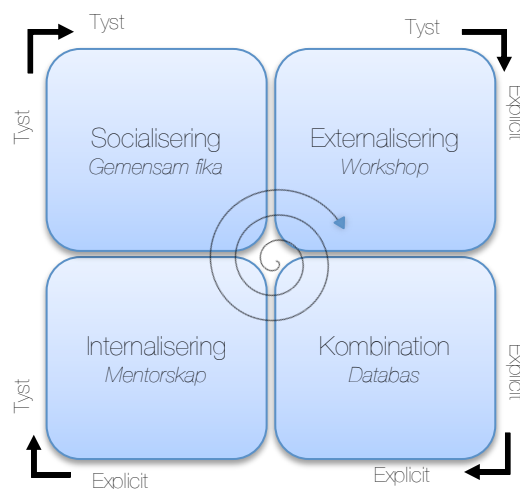 Tyst
Tyst
Tyst
Explicit
Socialisering
Gemensam fika
Externalisering
Workshop
Internalisering
Mentorskap
Kombination
Databas
Tyst
Explicit
Explicit
Explicit